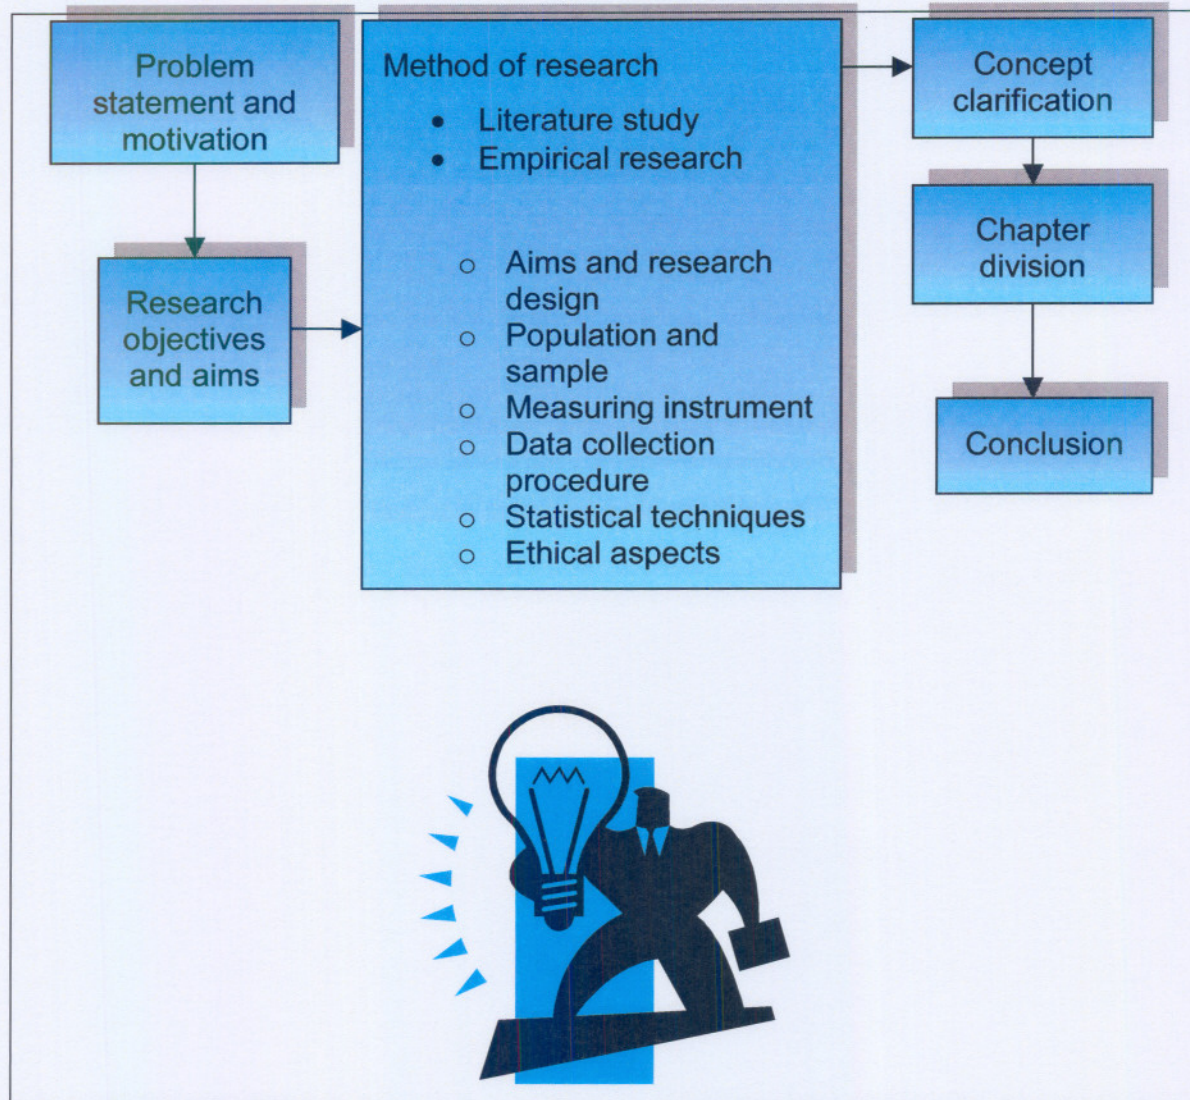 Problem
statement and
motivation
Research
objectives
and aims
Method of research
• Literature study
• Empirical research
o Aims and research
design
o Population and
sample
o Measuring instrument
o Data collection
procedure
o Statistical techniques
o Ethical aspects
Concept
clarification
Chapter
division
Conclusion